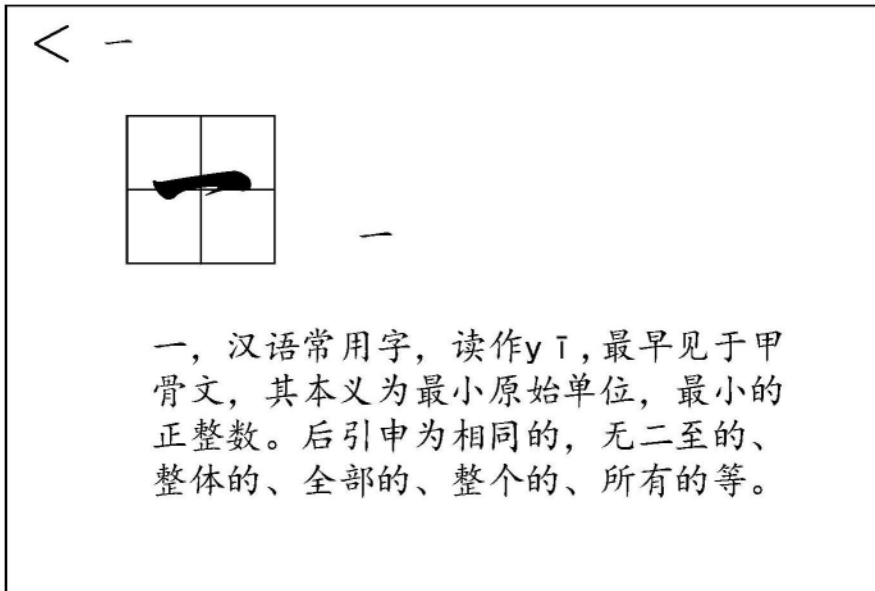 < 一
一
一
一，汉语常用字，读作yī,最早见于甲
骨文，其本义为最小原始单位，最小的
正整数。后引申为相同的，无二至的、
整体的、全部的、整个的、所有的等。